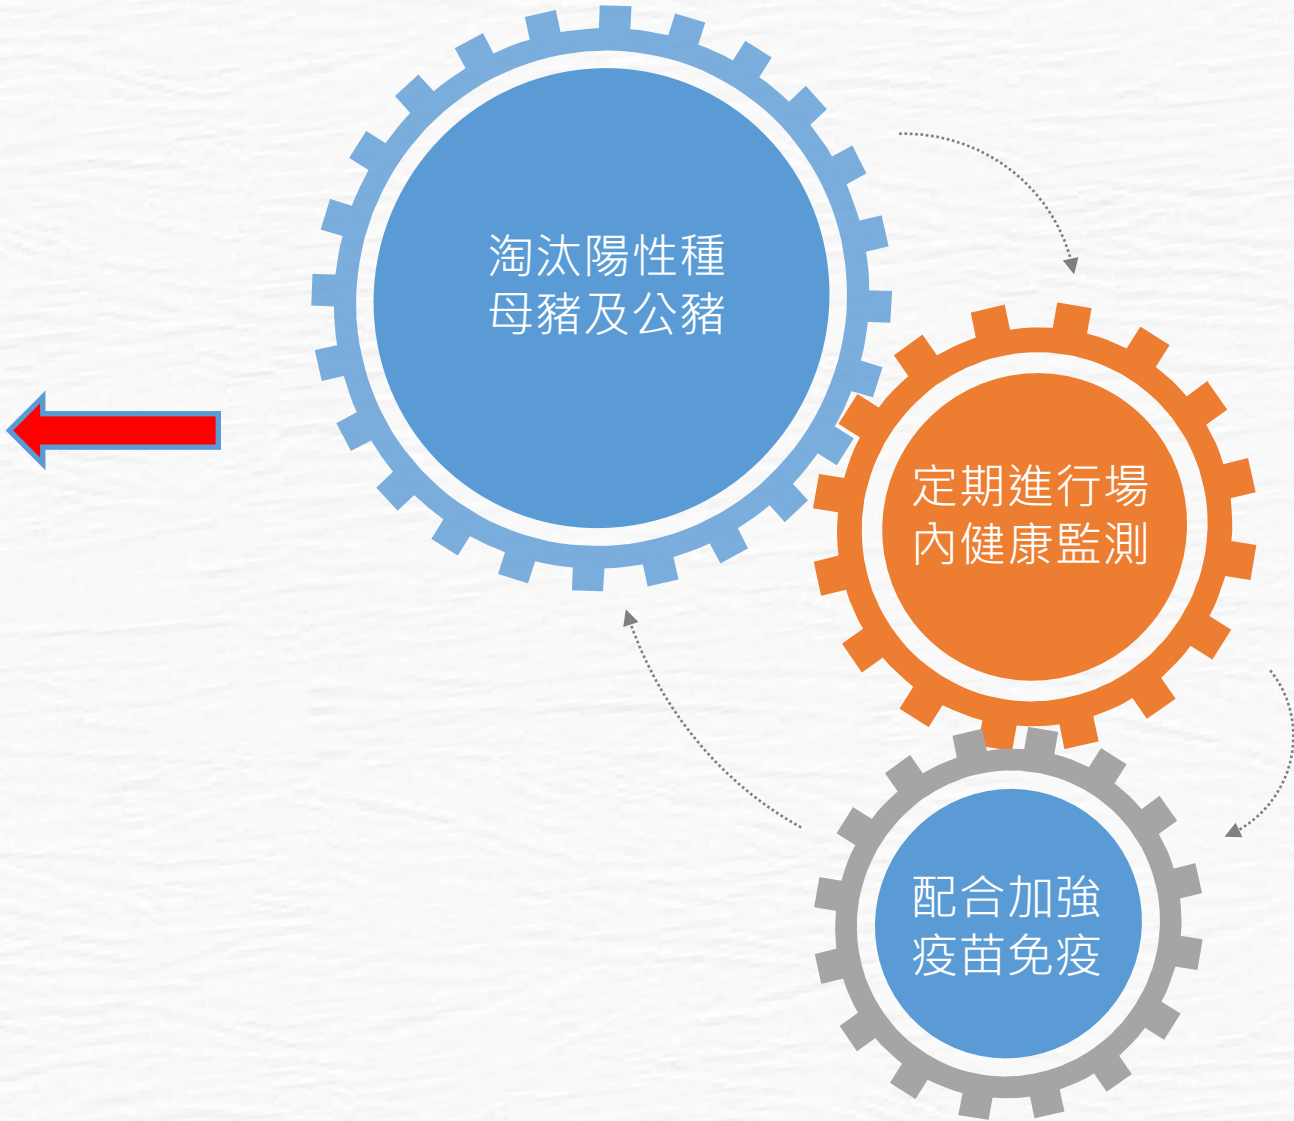 淘汰陽性種
母豬及公豬
定期進行場
內健康監測
配合加強
疫苗免疫